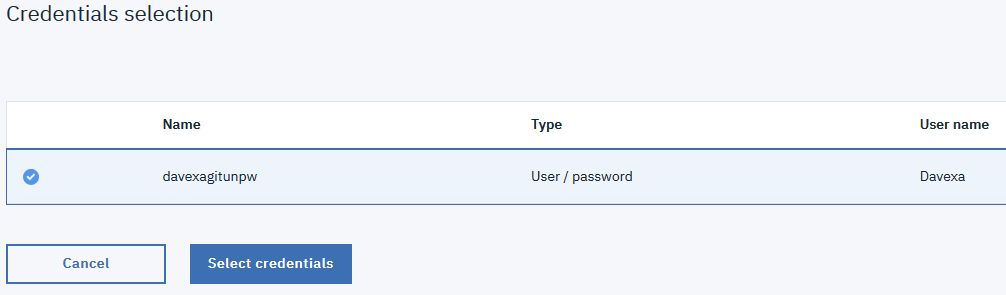 Credentials selection
Name Type User name
davexagitunpw User / password Davexa
Cancel Select credentials